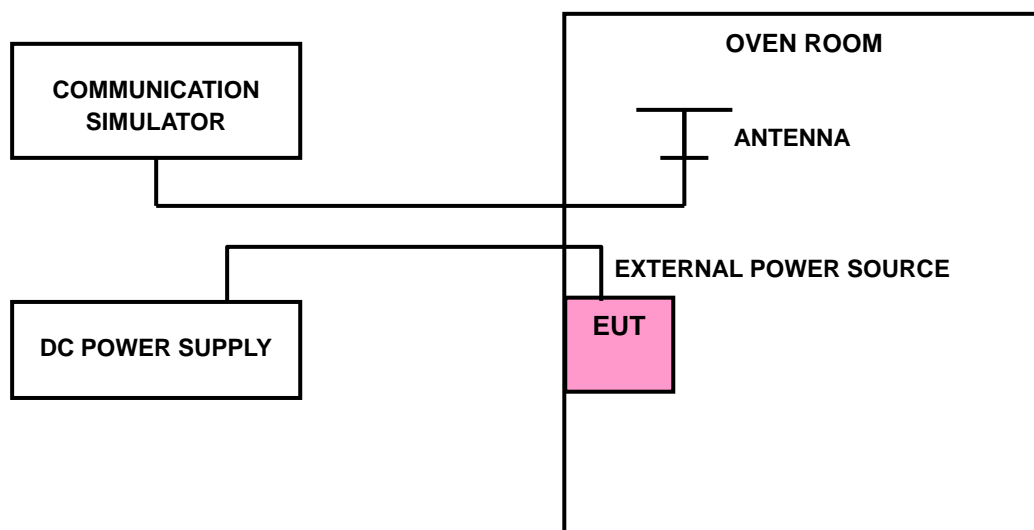 OVEN ROOM
COMMUNICATION
SIMULATOR
ANTENNA
EXTERNAL POWER SOURCE
EUT
DC POWER SUPPLY